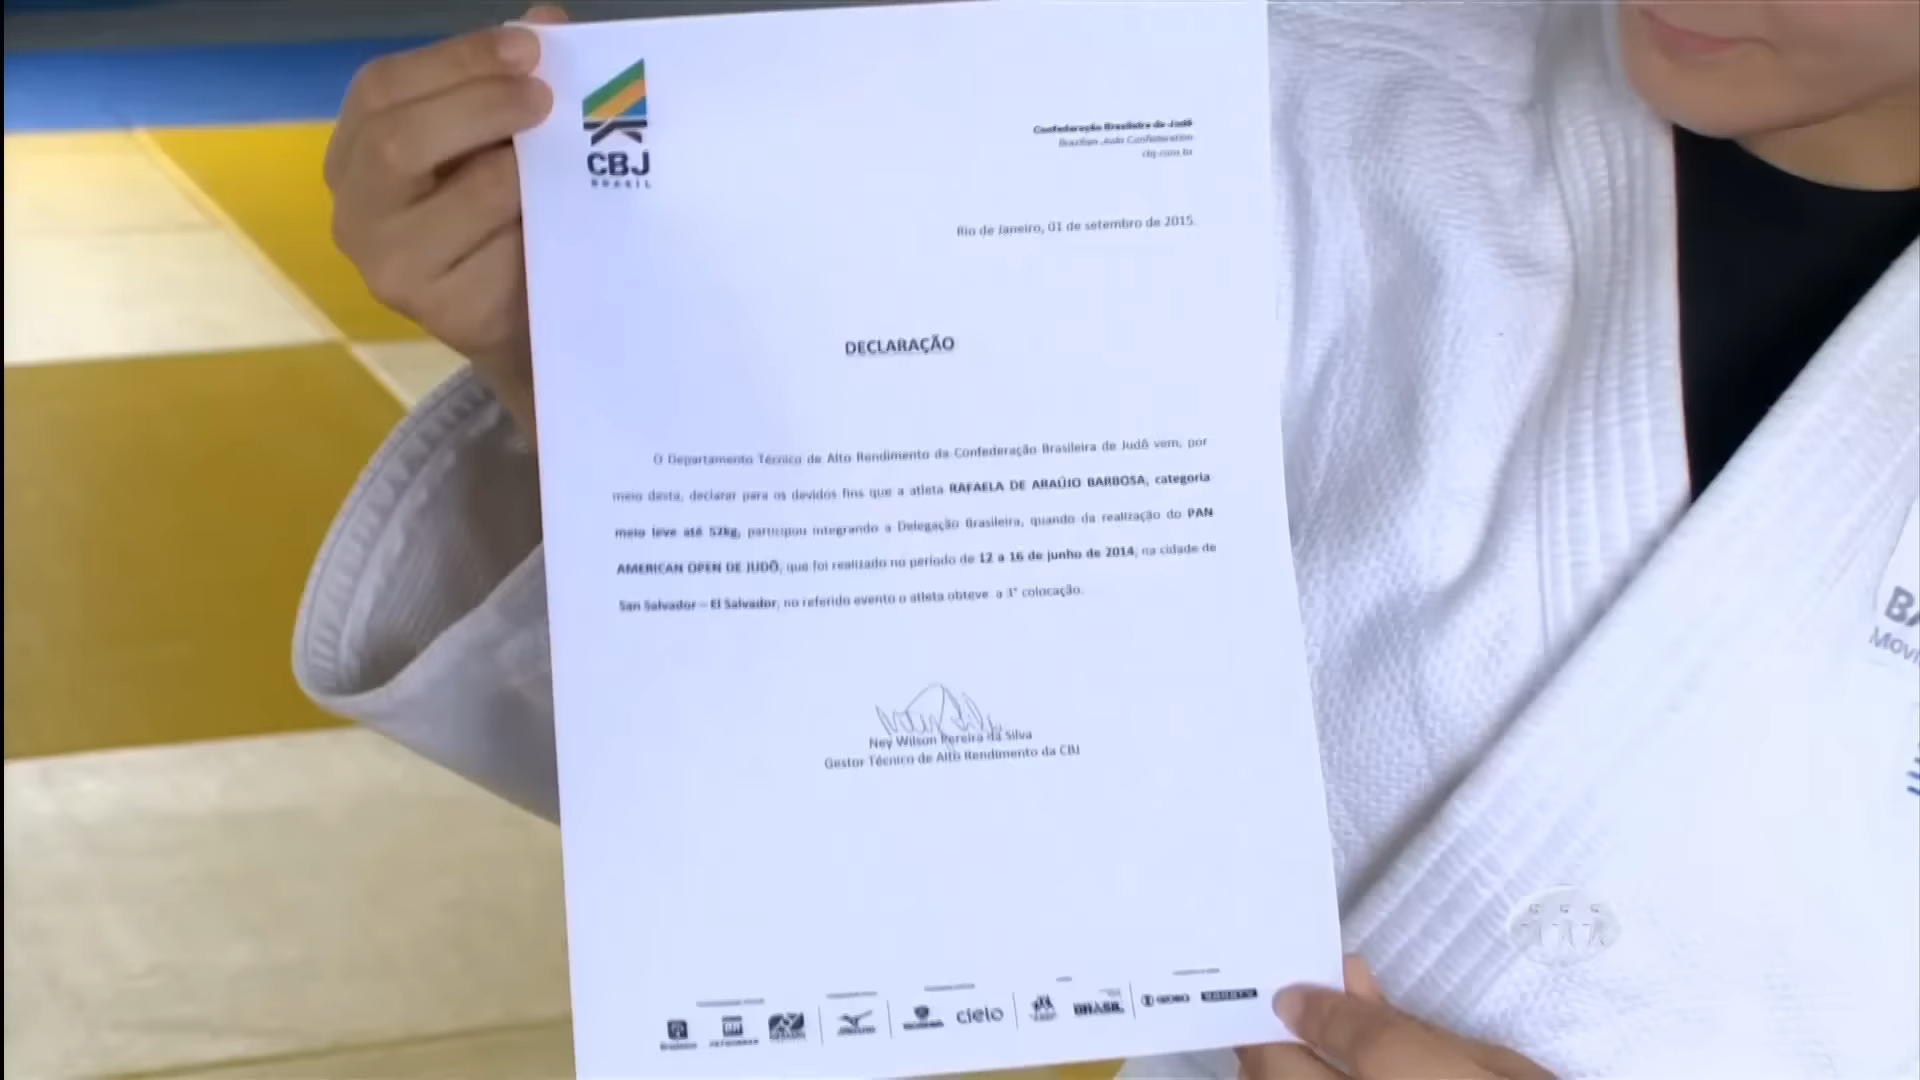 CBJ
BRASIL
Confederação Brasileira de Judô
Brazilian Judo Confederation
cbj.com.br
Rio de Janeiro, 01 de setembro de 2015.
DECLARAÇÃO
O Departamento Técnico de Alto Rendimento da Confederação Brasileira de Judô vem, por
meio desta, declarar para os devidos fins que a atleta RAFAELA DE ARAÚJO BARBOSA, categoria
meio leve até 52kg, participou integrando a Delegação Brasileira, quando da realização do PAN
AMERICAN OPEN DE JUDÔ, que foi realizado no período de 12 a 16 de junho de 2014, na cidade de
San Salvador – El Salvador, no referido evento o atleta obteve a colocação.
Ney Wilson Pereira da Silva
Gestor Técnico de Alto Rendimento da CBJ
cielo
BRASIL
GLOBO
BA
Movi